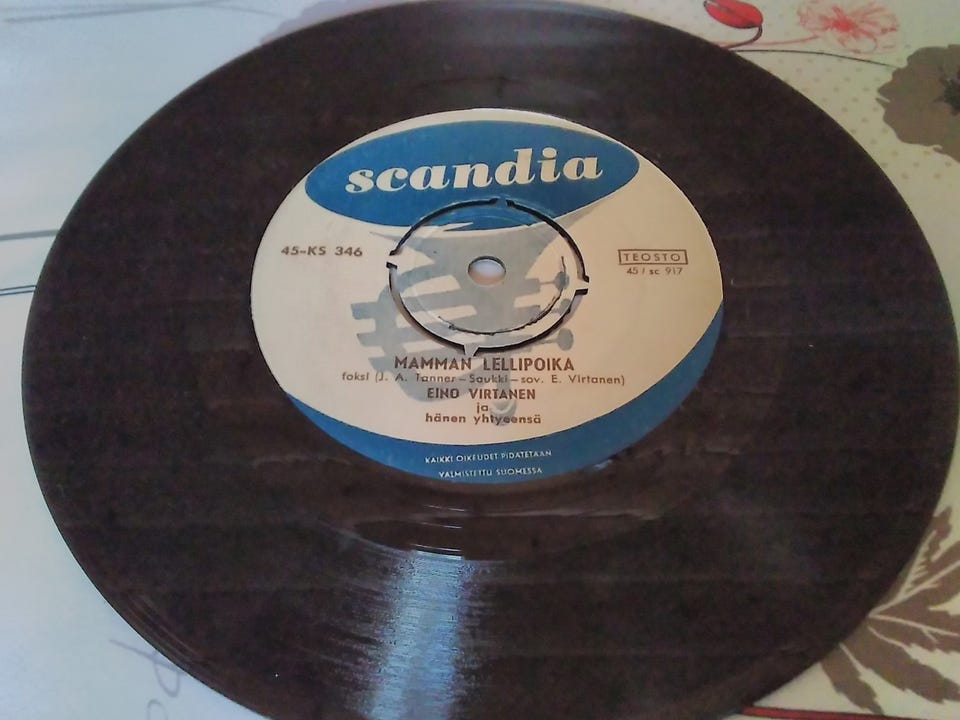 scandia
45-KS 346
TEOSTO
45 / sc 917
MAMMAN LELLIPOIKA
foksi (J. A. Tanner – Saukki – sov. E. Virtanen)
EINO VIRTANEN
ja
hänen yhtyeensä
KAIKKI OIKEUDET PIDÄTETÄÄN
VALMISTETTU SUOMESSA